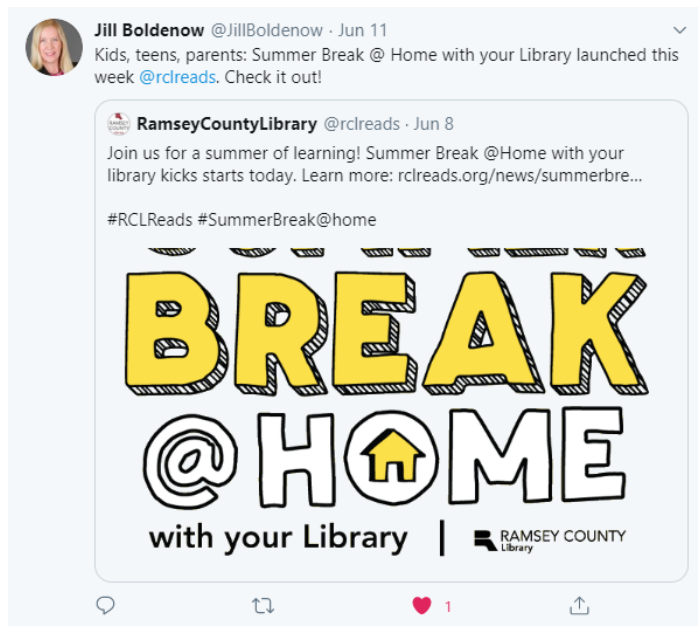 Jill Boldenow @JillBoldenow · Jun 11
Kids, teens, parents: Summer Break @ Home with your Library launched this
week @rclreads. Check it out!
RamseyCountyLibrary @rclreads · Jun 8
Join us for a summer of learning! Summer Break @Home with your
library kicks starts today. Learn more: rclreads.org/news/summerbre...
#RCLReads #SummerBreak@home
BREAK
@HOME
with your Library | RAMSEY COUNTY
Library
1